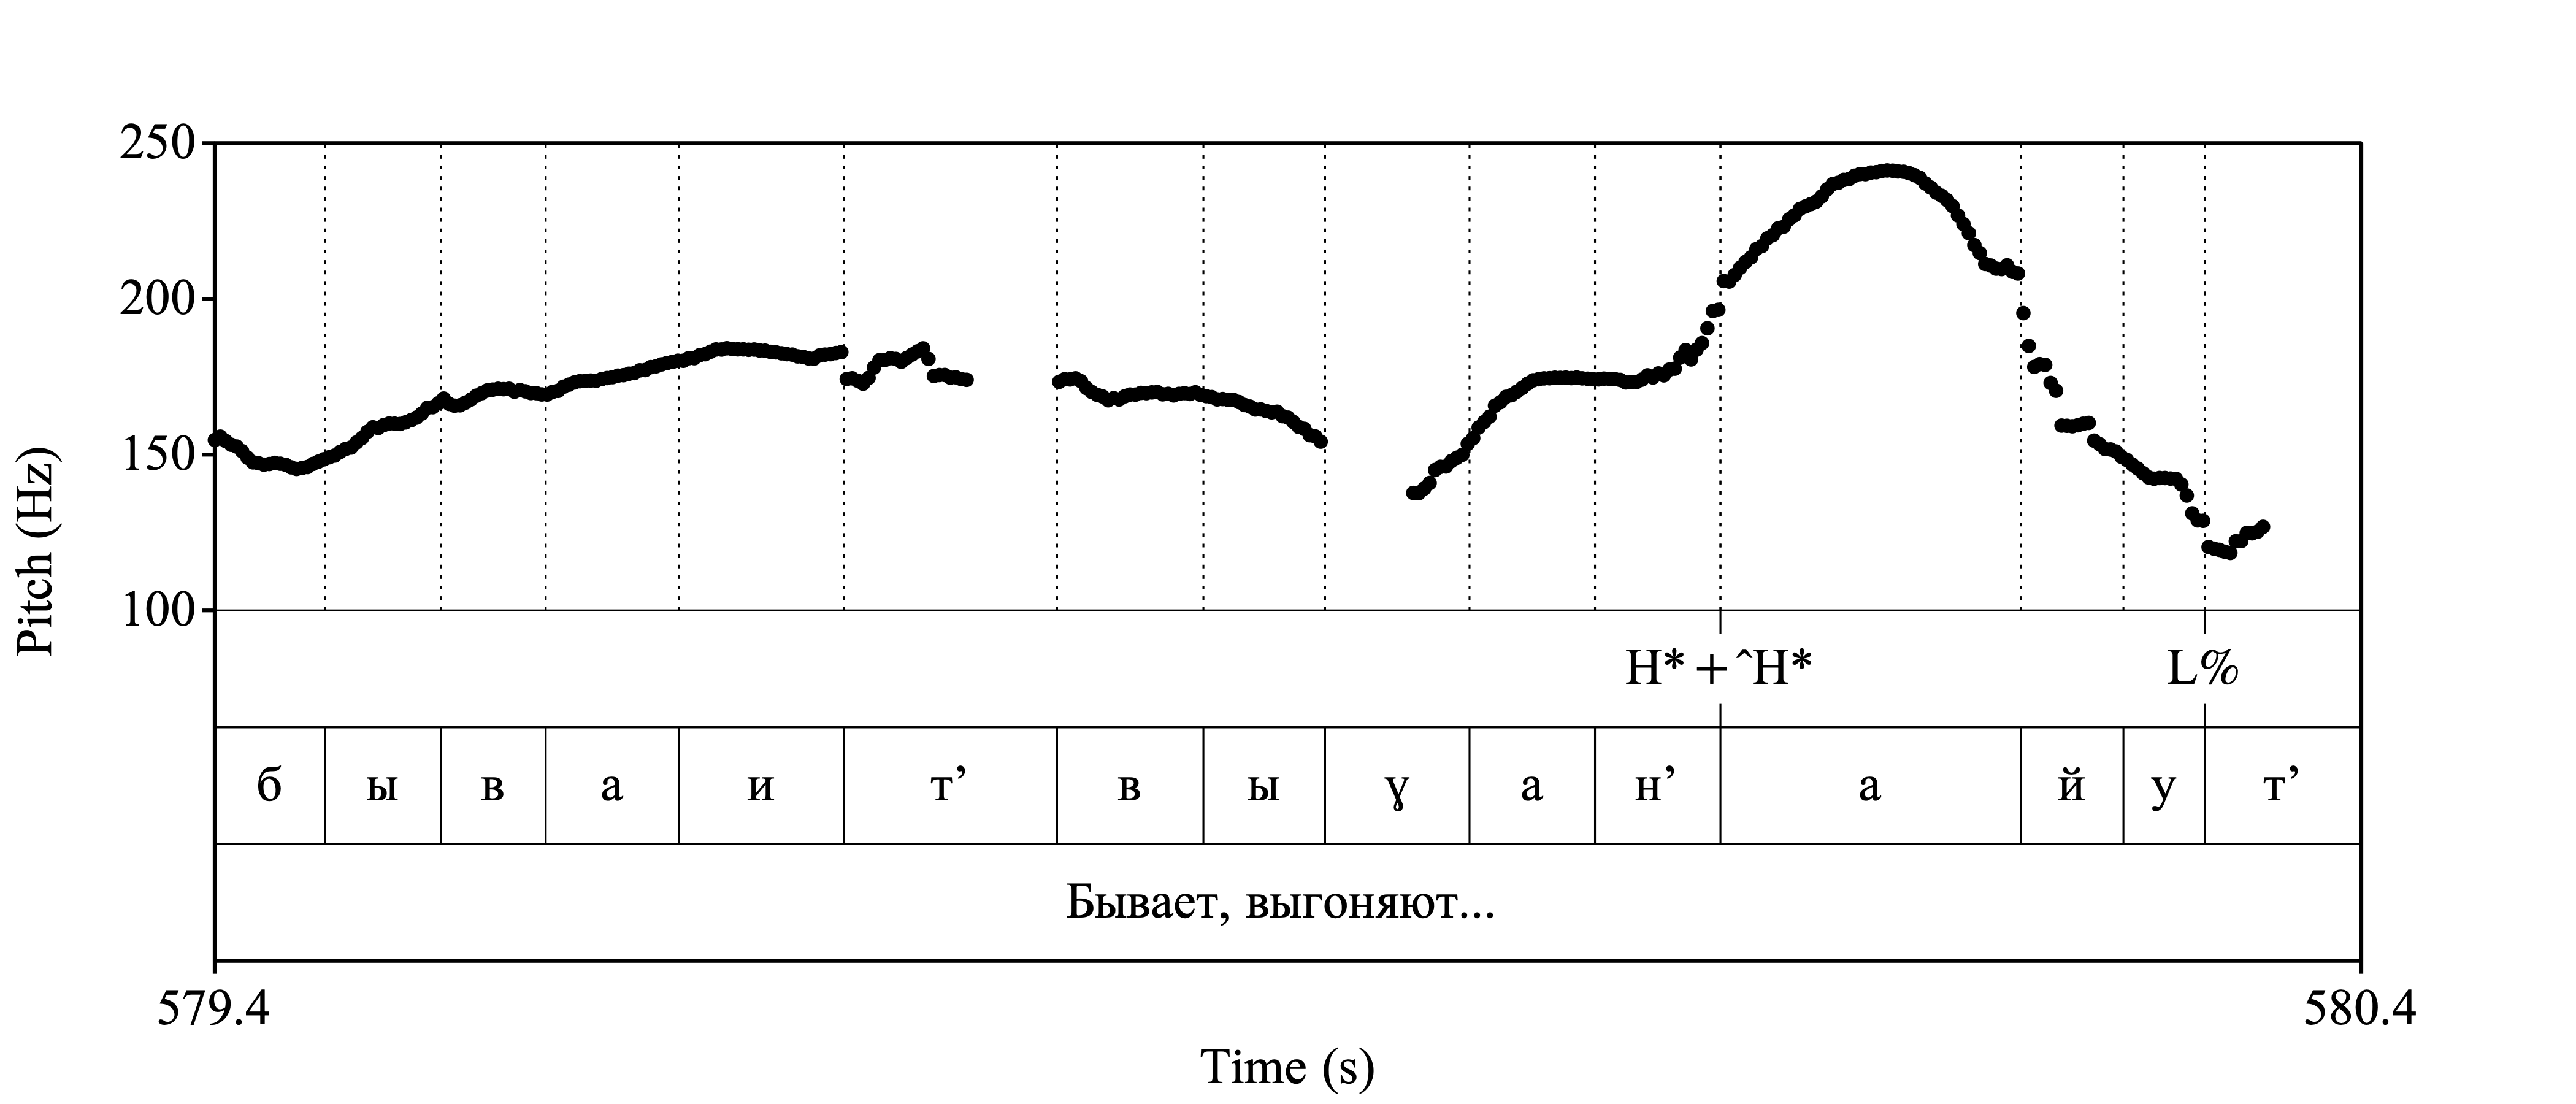 250
200
150
100
Pitch (Hz)
H*+ˆH* L%
б ы в а и т’ в ы ɣ а н’ а й у т’
Бывает, выгоняют...
579.4 580.4
Time (s)